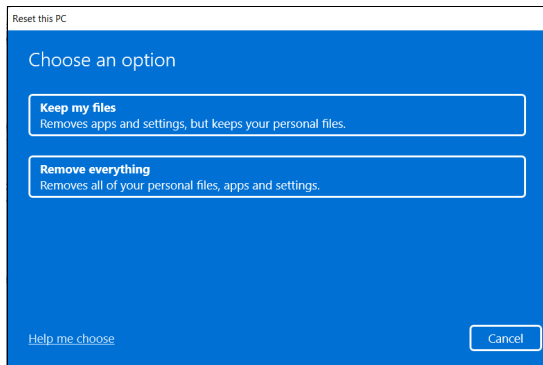 Reset this PC
Choose an option
Keep my files
Removes apps and settings, but keeps your personal files.
Remove everything
Removes all of your personal files, apps and settings.
Help me choose
Cancel